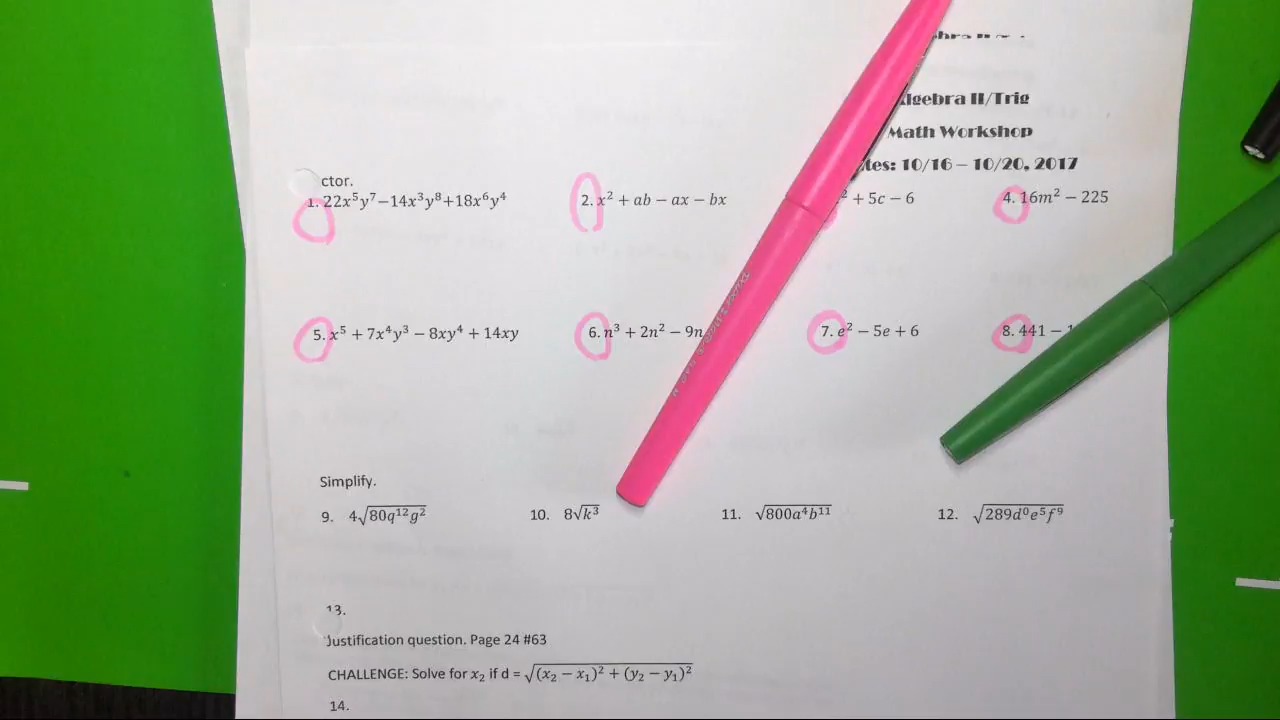 Algebra II/Trig
Math Workshop
10/16 – 10/20, 2017
ctor.
1. 22x⁵y⁷−14x³y⁸+18x⁶y⁴ 2. x² + ab − ax − bx ² + 5c − 6 4. 16m² − 225
5. x⁵ + 7x⁴y³ − 8xy⁴ + 14xy 6. n³ + 2n² − 9n 7. e² − 5e + 6 8. 441 −
Simplify.
9. 4√80q¹²g² 10. 8√k³ 11. √800a⁴b¹¹ 12. √289d⁰e⁵f⁹
13.
Justification question. Page 24 #63
CHALLENGE: Solve for x₂ if d = √(x₂ − x₁)² + (y₂ − y₁)²
14.